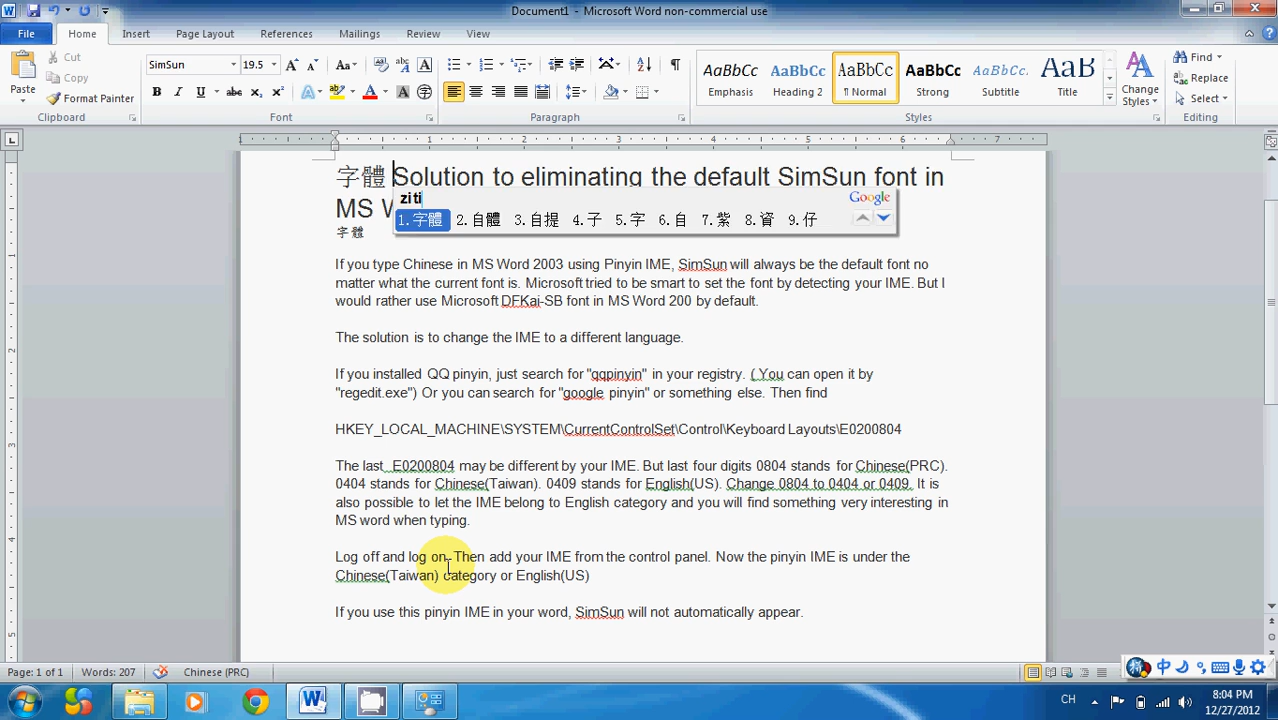 Document1 - Microsoft Word non-commercial use
File Home Insert Page Layout References Mailings Review View
Cut
Copy
Format Painter
Paste
SimSun 19.5
AaBbCc AaBbCc AaBbCc AaBbCc AaBbCc. AaB
Emphasis Heading 2 ¶ Normal Strong Subtitle Title
Change Styles
Find
Replace
Select
Clipboard Font Paragraph Styles Editing
字體 Solution to eliminating the default SimSun font in
MS W
ziti
Google
1.字體 2.自體 3.自提 4.子 5.字 6.自 7.紫 8.資 9.仔
字體
If you type Chinese in MS Word 2003 using Pinyin IME, SimSun will always be the default font no
matter what the current font is. Microsoft tried to be smart to set the font by detecting your IME. But I
would rather use Microsoft DFKai-SB font in MS Word 200 by default.
The solution is to change the IME to a different language.
If you installed QQ pinyin, just search for "qqpinyin" in your registry. ( You can open it by
"regedit.exe") Or you can search for "google pinyin" or something else. Then find
HKEY_LOCAL_MACHINE\SYSTEM\CurrentControlSet\Control\Keyboard Layouts\E0200804
The last E0200804 may be different by your IME. But last four digits 0804 stands for Chinese(PRC).
0404 stands for Chinese(Taiwan). 0409 stands for English(US). Change 0804 to 0404 or 0409. It is
also possible to let the IME belong to English category and you will find something very interesting in
MS word when typing.
Log off and log on. Then add your IME from the control panel. Now the pinyin IME is under the
Chinese(Taiwan) category or English(US)
If you use this pinyin IME in your word, SimSun will not automatically appear.
Page: 1 of 1 Words: 207 Chinese (PRC)
中
CH
8:04 PM
12/27/2012